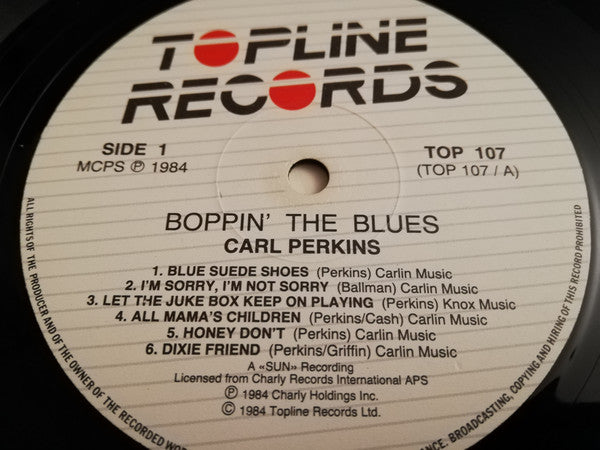 TOPLINE
RECORDS
SIDE 1
MCPS ℗ 1984
TOP 107
(TOP 107 / A)
BOPPIN' THE BLUES
CARL PERKINS
1. BLUE SUEDE SHOES (Perkins) Carlin Music
2. I'M SORRY, I'M NOT SORRY (Ballman) Carlin Music
3. LET THE JUKE BOX KEEP ON PLAYING (Perkins) Knox Music
4. ALL MAMA'S CHILDREN (Perkins/Cash) Carlin Music
5. HONEY DON'T (Perkins) Carlin Music
6. DIXIE FRIEND (Perkins/Griffin) Carlin Music
A «SUN» Recording
Licensed from Charly Records International APS
℗ 1984 Charly Holdings Inc.
© 1984 Topline Records Ltd.
ALL RIGHTS OF THE PRODUCER AND OF THE OWNER OF THE RECORDED
BROADCASTING, COPYING AND HIRING OF THIS RECORD PROHIBITED